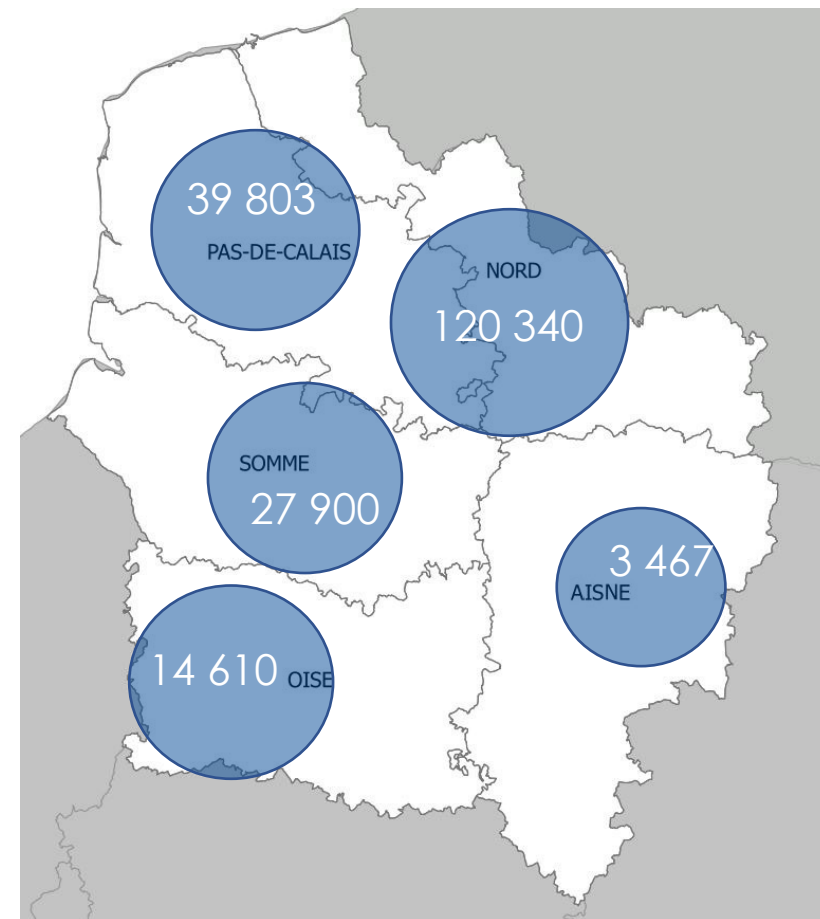 39 803
PAS-DE-CALAIS
NORD
120 340
SOMME
27 900
3 467
AISNE
14 610 OISE